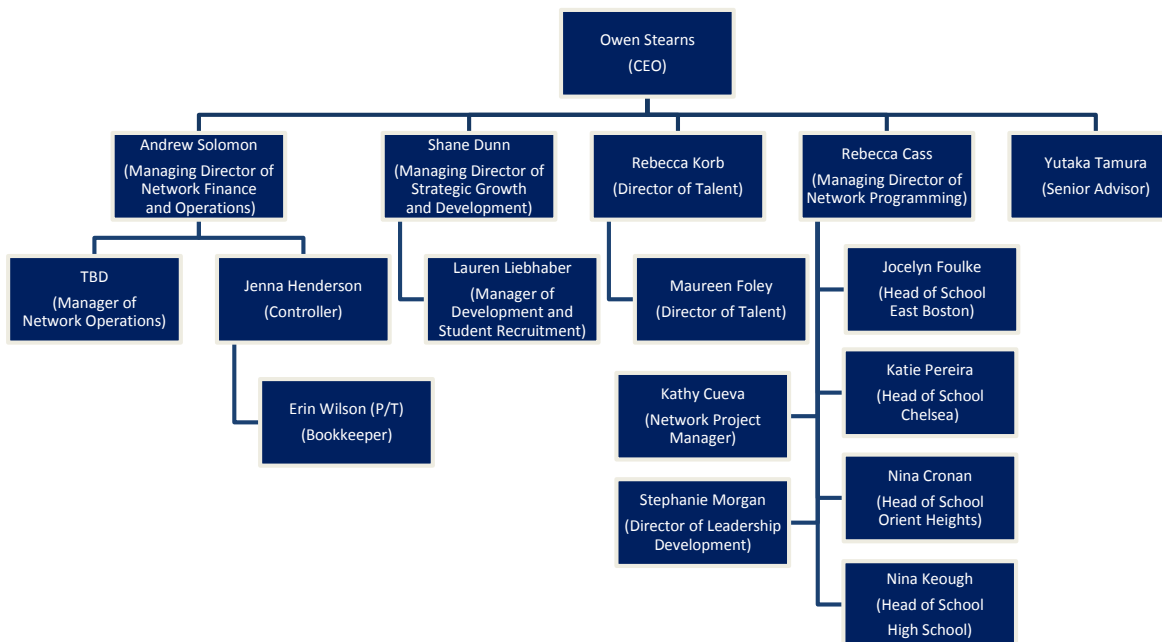 Owen Stearns
(CEO)
Andrew Solomon
(Managing Director of
Network Finance
and Operations)
Shane Dunn
(Managing Director of
Strategic Growth
and Development)
Rebecca Korb
(Director of Talent)
Rebecca Cass
(Managing Director of
Network Programming)
Yutaka Tamura
(Senior Advisor)
TBD
(Manager of
Network Operations)
Jenna Henderson
(Controller)
Lauren Liebhaber
(Manager of
Development and
Student Recruitment)
Maureen Foley
(Director of Talent)
Jocelyn Foulke
(Head of School
East Boston)
Erin Wilson (P/T)
(Bookkeeper)
Kathy Cueva
(Network Project
Manager)
Katie Pereira
(Head of School
Chelsea)
Stephanie Morgan
(Director of Leadership
Development)
Nina Cronan
(Head of School
Orient Heights)
Nina Keough
(Head of School
High School)